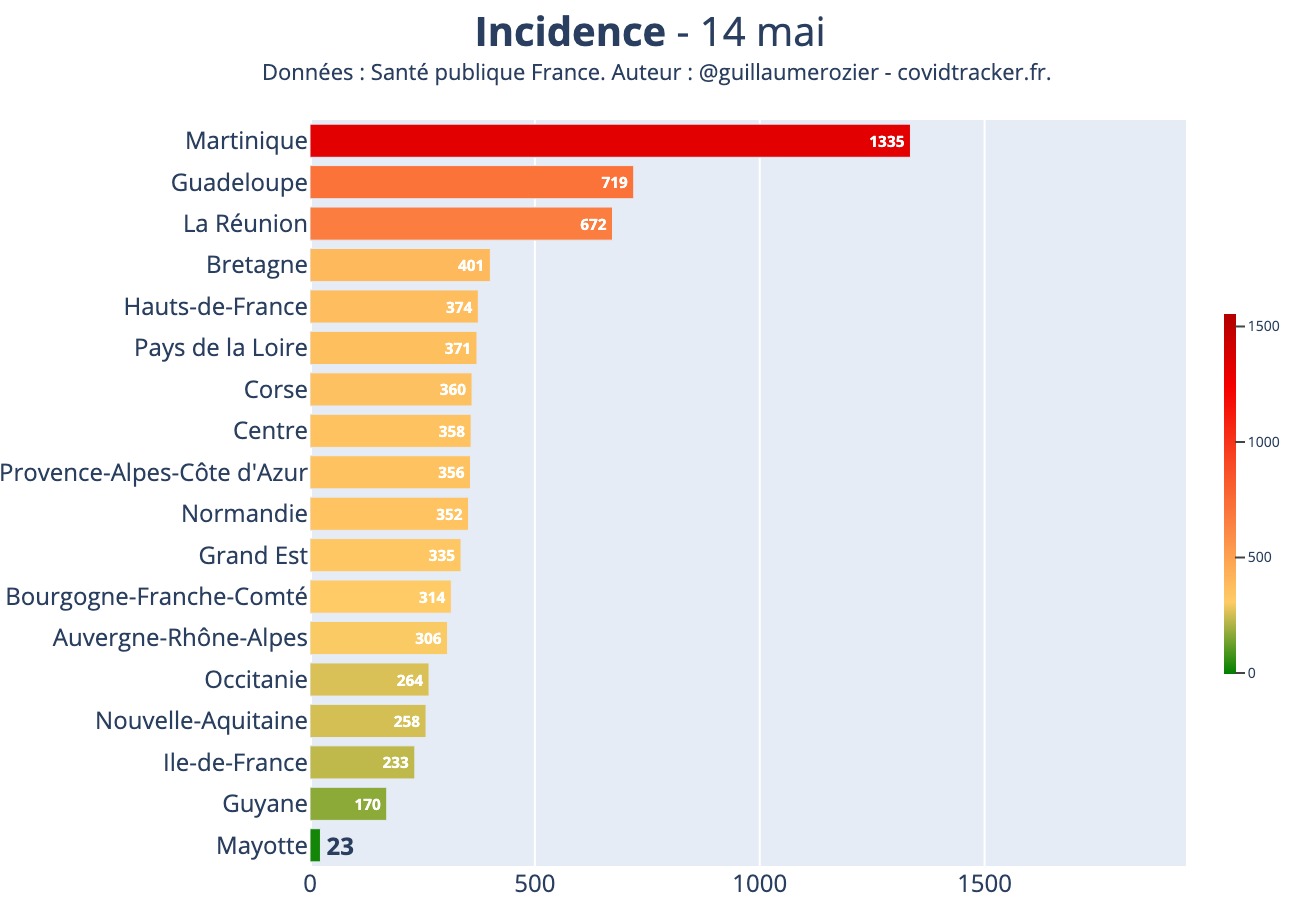 Incidence - 14 mai
Données : Santé publique France. Auteur : @guillaumerozier - covidtracker.fr.
Martinique 1335
Guadeloupe 719
La Réunion 672
Bretagne 401
Hauts-de-France 374
Pays de la Loire 371
Corse 360
Centre 358
Provence-Alpes-Côte d'Azur 356
Normandie 352
Grand Est 335
Bourgogne-Franche-Comté 314
Auvergne-Rhône-Alpes 306
Occitanie 264
Nouvelle-Aquitaine 258
Ile-de-France 233
Guyane 170
Mayotte 23
0 500 1000 1500
1500
1000
500
0